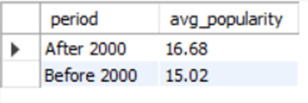 period avg_popularity
After 2000 16.68
Before 2000 15.02